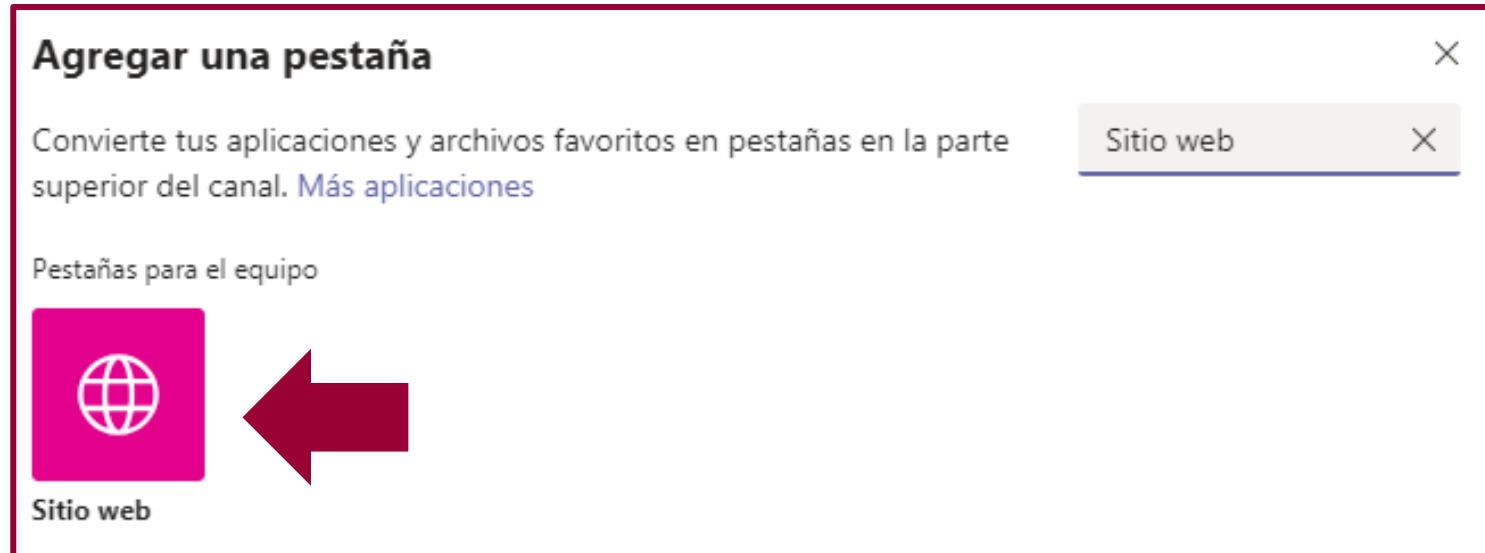 Agregar una pestaña
Convierte tus aplicaciones y archivos favoritos en pestañas en la parte
superior del canal. Más aplicaciones
Sitio web
Pestañas para el equipo
Sitio web